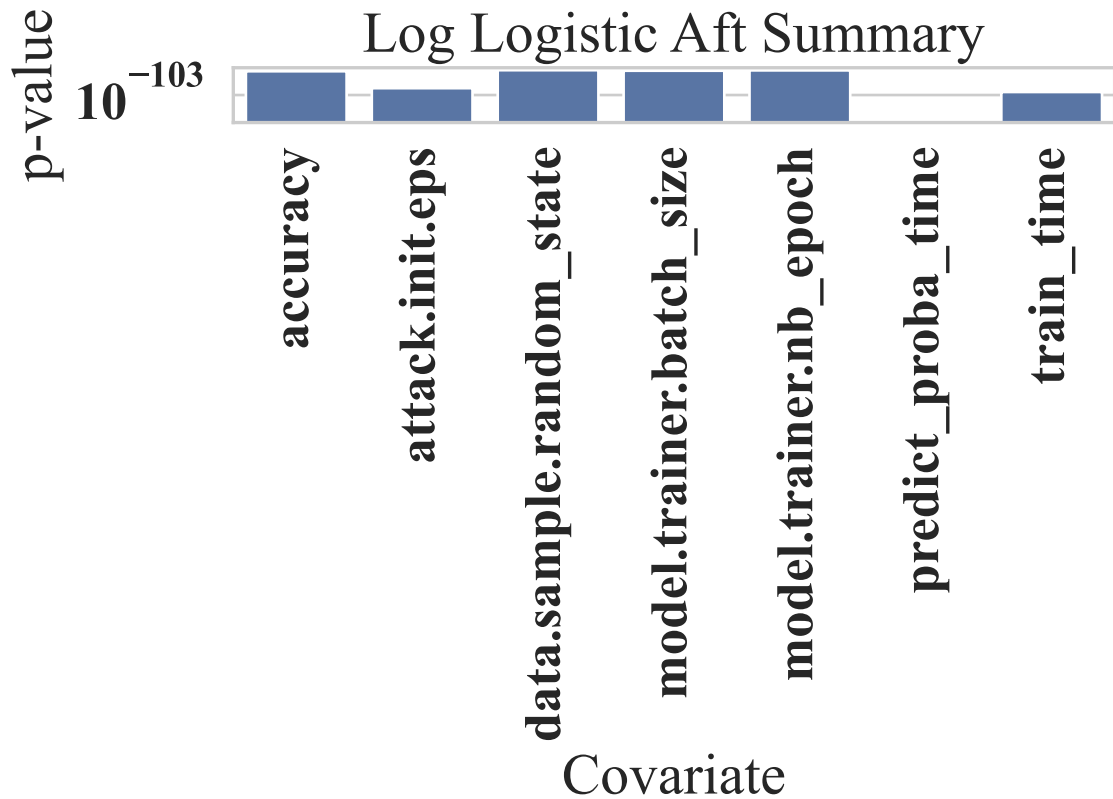 Log Logistic Aft Summary
p-value
10⁻¹⁰³
accuracy
attack.init.eps
data.sample.random_state
model.trainer.batch_size
model.trainer.nb_epoch
predict_proba_time
train_time
Covariate